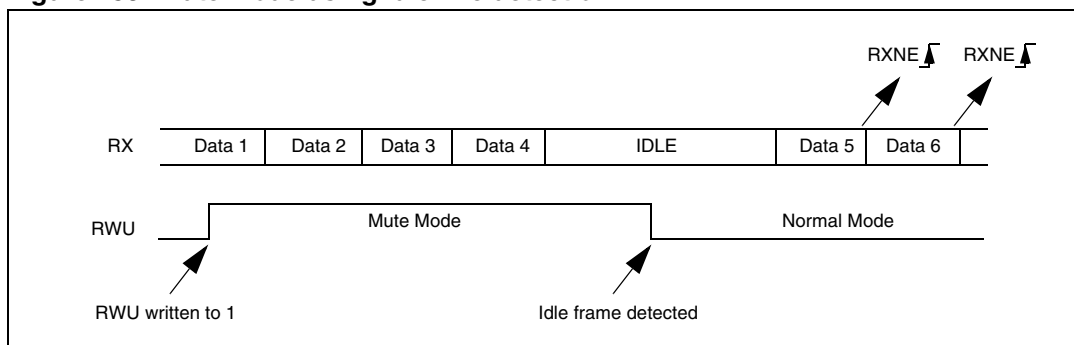 RXNE RXNE
RX Data 1 Data 2 Data 3 Data 4 IDLE Data 5 Data 6
RWU Mute Mode Normal Mode
RWU written to 1 Idle frame detected